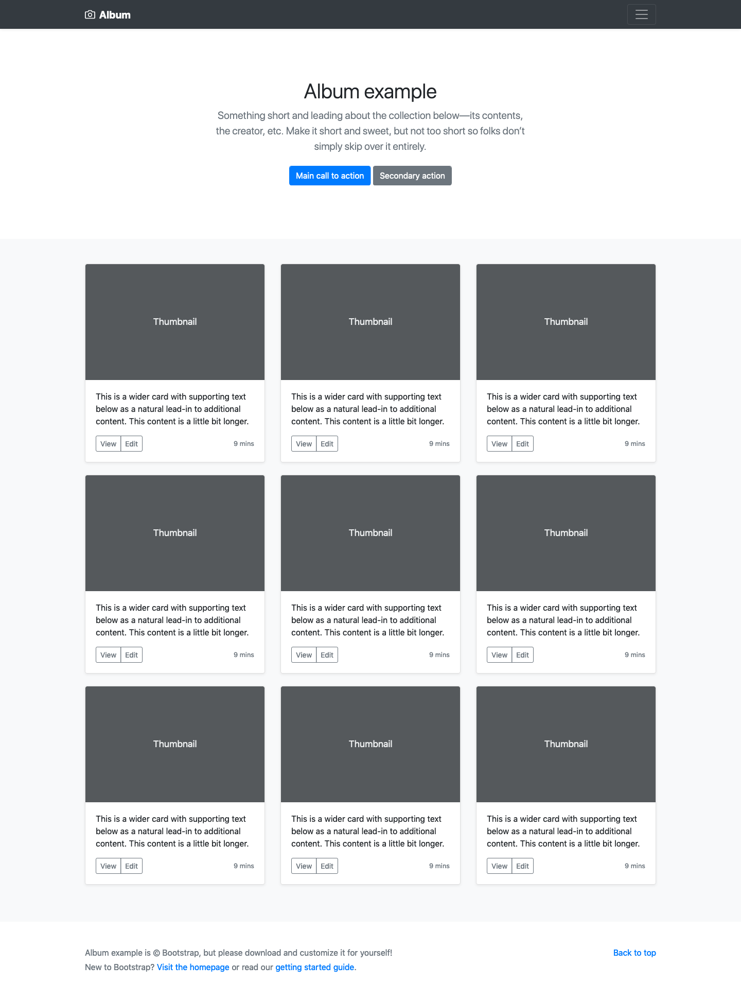 Album
Album example
Something short and leading about the collection below—its contents,
the creator, etc. Make it short and sweet, but not too short so folks don’t
simply skip over it entirely.
Main call to action Secondary action
Thumbnail Thumbnail Thumbnail
This is a wider card with supporting text
below as a natural lead-in to additional
content. This content is a little bit longer.
View Edit 9 mins
This is a wider card with supporting text
below as a natural lead-in to additional
content. This content is a little bit longer.
View Edit 9 mins
This is a wider card with supporting text
below as a natural lead-in to additional
content. This content is a little bit longer.
View Edit 9 mins
Thumbnail Thumbnail Thumbnail
This is a wider card with supporting text
below as a natural lead-in to additional
content. This content is a little bit longer.
View Edit 9 mins
This is a wider card with supporting text
below as a natural lead-in to additional
content. This content is a little bit longer.
View Edit 9 mins
This is a wider card with supporting text
below as a natural lead-in to additional
content. This content is a little bit longer.
View Edit 9 mins
Thumbnail Thumbnail Thumbnail
This is a wider card with supporting text
below as a natural lead-in to additional
content. This content is a little bit longer.
View Edit 9 mins
This is a wider card with supporting text
below as a natural lead-in to additional
content. This content is a little bit longer.
View Edit 9 mins
This is a wider card with supporting text
below as a natural lead-in to additional
content. This content is a little bit longer.
View Edit 9 mins
Album example is © Bootstrap, but please download and customize it for yourself! Back to top
New to Bootstrap? Visit the homepage or read our getting started guide.